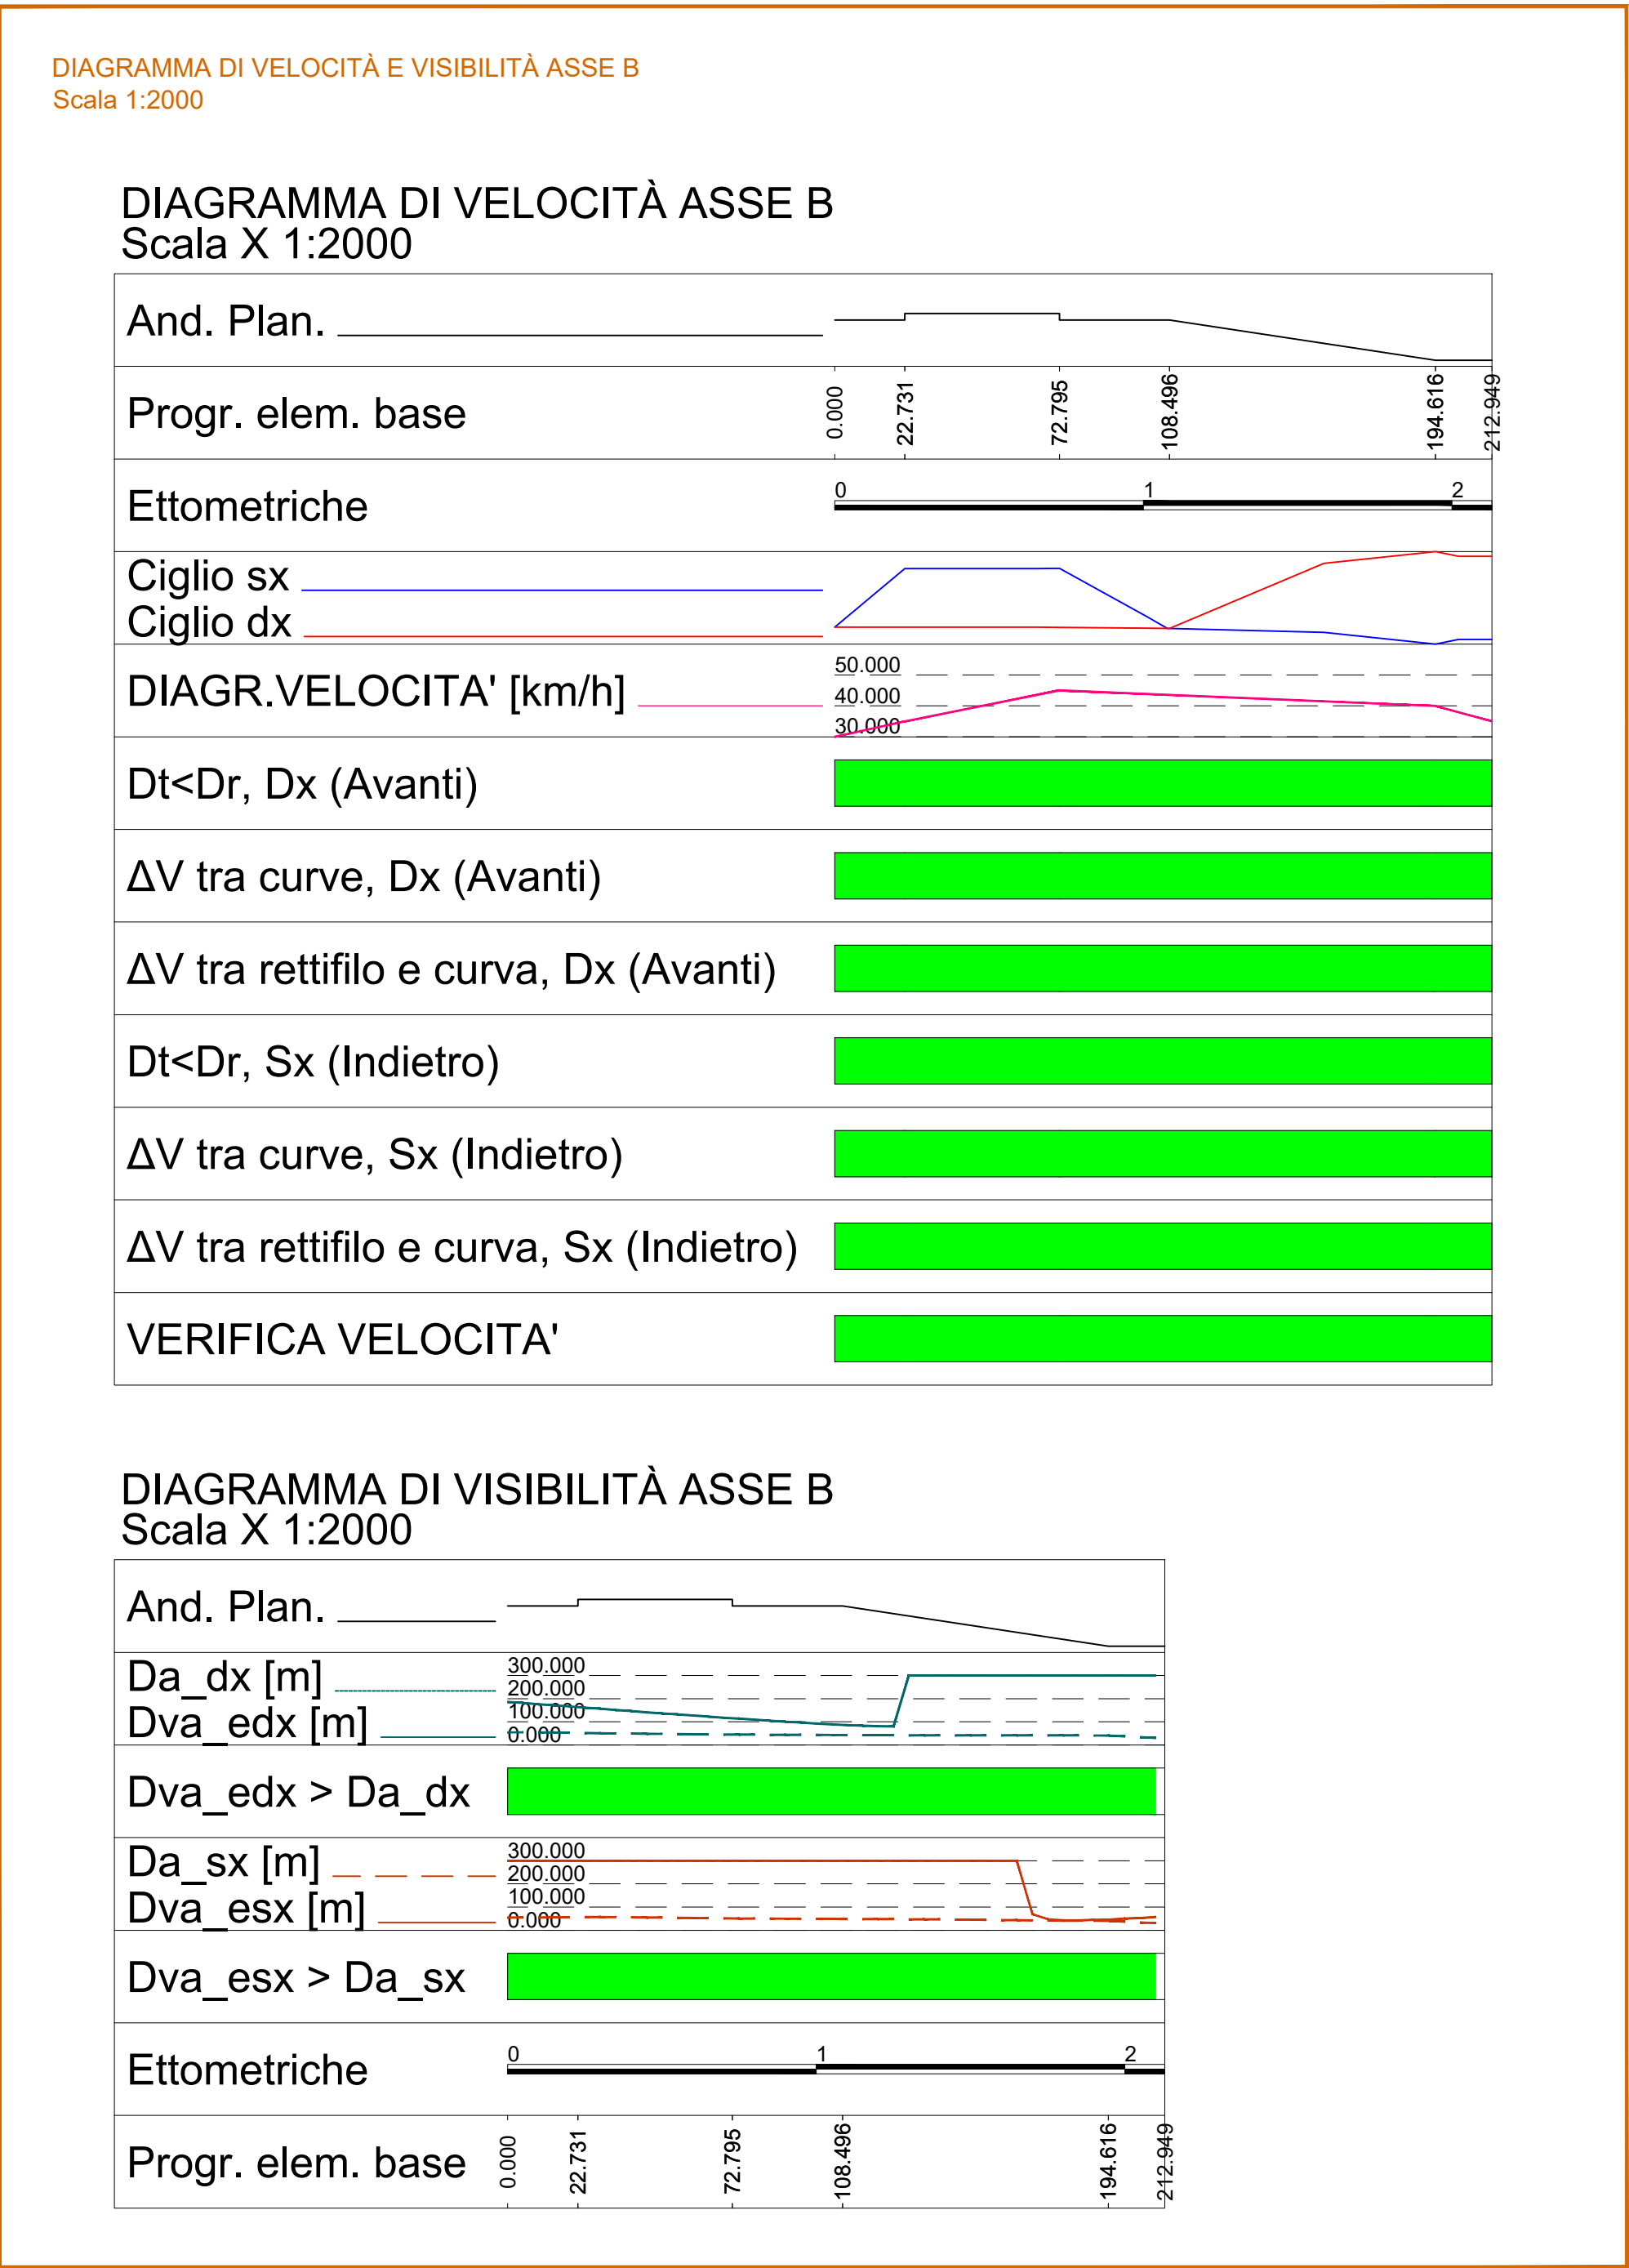 DIAGRAMMA DI VELOCITÀ E VISIBILITÀ ASSE B
Scala 1:2000
DIAGRAMMA DI VELOCITÀ ASSE B
Scala X 1:2000
And. Plan.
Progr. elem. base
0.000 22.731 72.795 108.496 194.616 212.949
Ettometriche
0 1 2
Ciglio sx
Ciglio dx
DIAGR.VELOCITA' [km/h]
50.000
40.000
30.000
Dt<Dr, Dx (Avanti)
ΔV tra curve, Dx (Avanti)
ΔV tra rettifilo e curva, Dx (Avanti)
Dt<Dr, Sx (Indietro)
ΔV tra curve, Sx (Indietro)
ΔV tra rettifilo e curva, Sx (Indietro)
VERIFICA VELOCITA'
DIAGRAMMA DI VISIBILITÀ ASSE B
Scala X 1:2000
And. Plan.
Da_dx [m]
Dva_edx [m]
300.000
200.000
100.000
0.000
Dva_edx > Da_dx
Da_sx [m]
Dva_esx [m]
300.000
200.000
100.000
0.000
Dva_esx > Da_sx
Ettometriche
0 1 2
Progr. elem. base
0.000 22.731 72.795 108.496 194.616 212.949